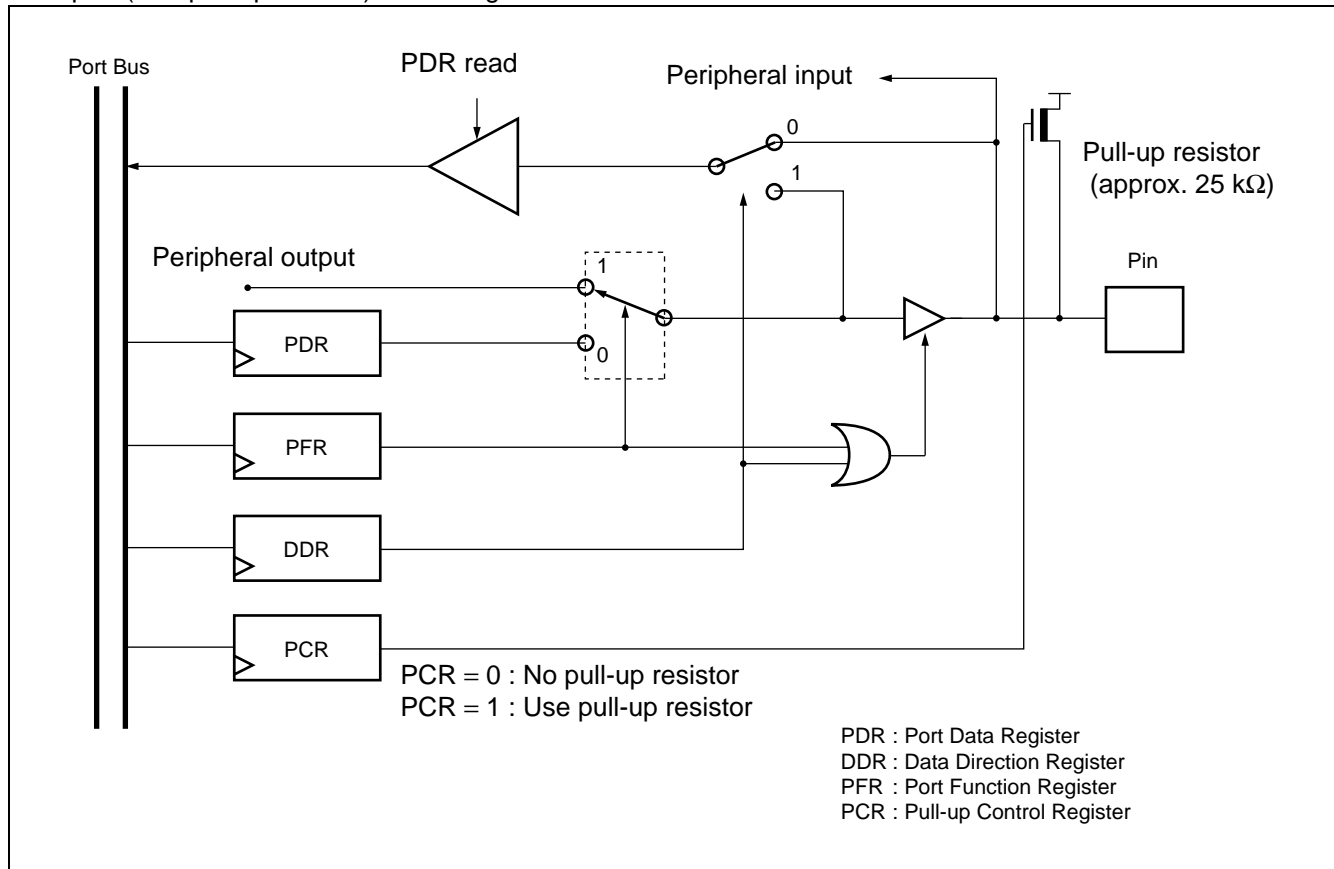 Port Bus
PDR read
Peripheral input
0
1
Pull-up resistor
(approx. 25 kΩ)
Pin
Peripheral output
1
0
PDR
PFR
DDR
PCR
PCR = 0 : No pull-up resistor
PCR = 1 : Use pull-up resistor
PDR : Port Data Register
DDR : Data Direction Register
PFR : Port Function Register
PCR : Pull-up Control Register